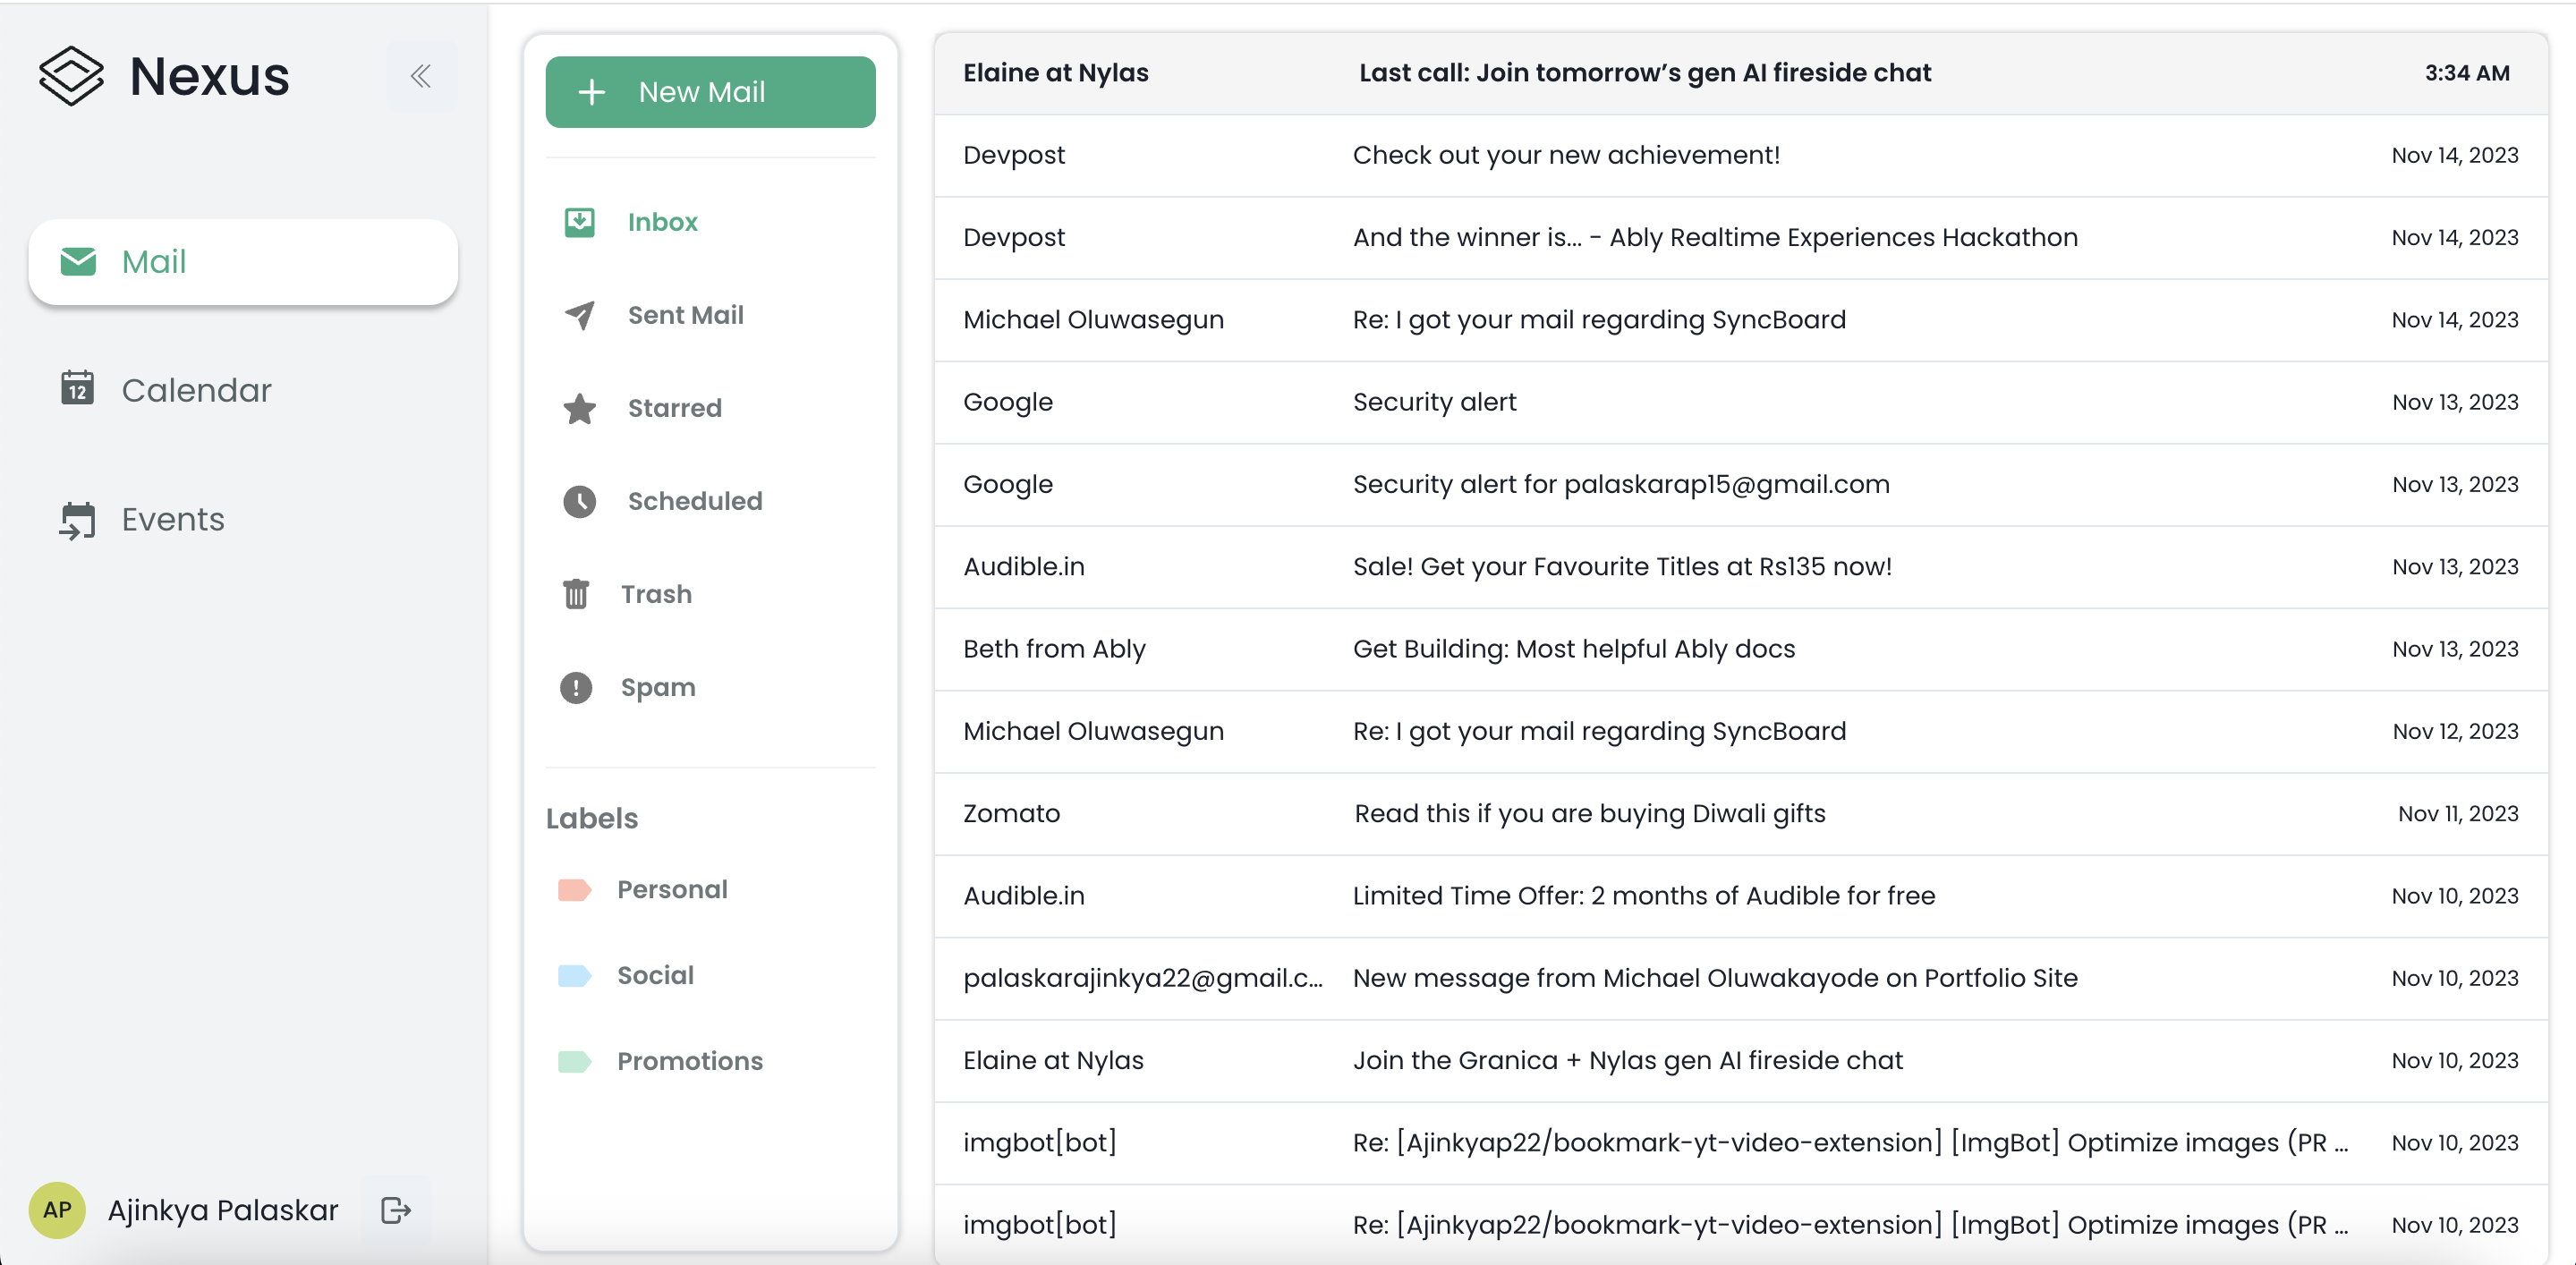 Nexus
Mail
12
Calendar
Events
AP
Ajinkya Palaskar
New Mail
Inbox
Sent Mail
Starred
Scheduled
Trash
Spam
Labels
Personal
Social
Promotions
Elaine at Nylas Last call: Join tomorrow’s gen AI fireside chat 3:34 AM
Devpost Check out your new achievement! Nov 14, 2023
Devpost And the winner is... - Ably Realtime Experiences Hackathon Nov 14, 2023
Michael Oluwasegun Re: I got your mail regarding SyncBoard Nov 14, 2023
Google Security alert Nov 13, 2023
Google Security alert for palaskarap15@gmail.com Nov 13, 2023
Audible.in Sale! Get your Favourite Titles at Rs135 now! Nov 13, 2023
Beth from Ably Get Building: Most helpful Ably docs Nov 13, 2023
Michael Oluwasegun Re: I got your mail regarding SyncBoard Nov 12, 2023
Zomato Read this if you are buying Diwali gifts Nov 11, 2023
Audible.in Limited Time Offer: 2 months of Audible for free Nov 10, 2023
palaskarajinkya22@gmail.c... New message from Michael Oluwakayode on Portfolio Site Nov 10, 2023
Elaine at Nylas Join the Granica + Nylas gen AI fireside chat Nov 10, 2023
imgbot[bot] Re: [Ajinkyap22/bookmark-yt-video-extension] [ImgBot] Optimize images (PR ... Nov 10, 2023
imgbot[bot] Re: [Ajinkyap22/bookmark-yt-video-extension] [ImgBot] Optimize images (PR ... Nov 10, 2023